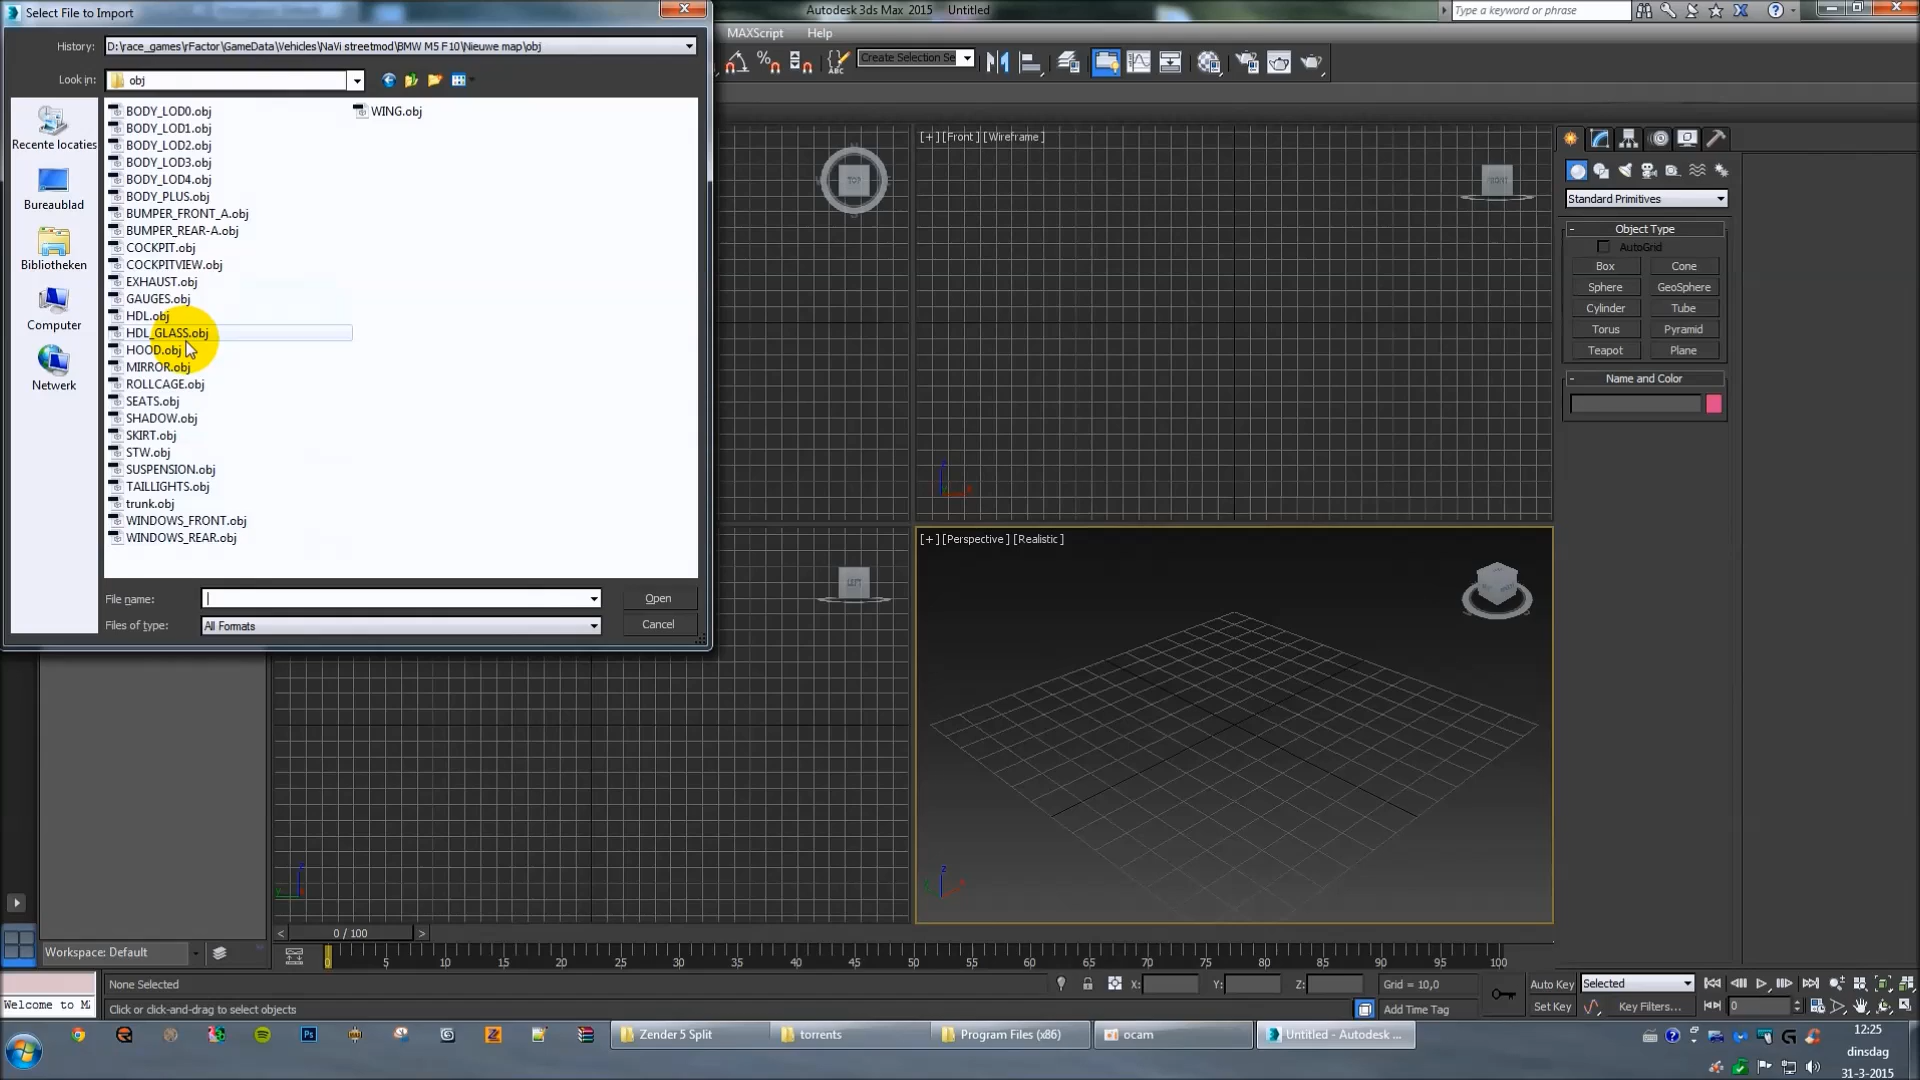 Select File to Import
Autodesk 3ds Max 2015 Untitled
Type a keyword or phrase
History: D:\race_games\rFactor\GameData\Vehicles\NaVi streetmod\BMW M5 F10\Nieuwe map\obj
MAXScript Help
Look in: obj
Create Selection Se
BODY_LOD0.obj
BODY_LOD1.obj
BODY_LOD2.obj
BODY_LOD3.obj
BODY_LOD4.obj
BODY_PLUS.obj
BUMPER_FRONT_A.obj
BUMPER_REAR-A.obj
COCKPIT.obj
COCKPITVIEW.obj
EXHAUST.obj
GAUGES.obj
HDL.obj
HDL_GLASS.obj
HOOD.obj
MIRROR.obj
ROLLCAGE.obj
SEATS.obj
SHADOW.obj
SKIRT.obj
STW.obj
SUSPENSION.obj
TAILLIGHTS.obj
trunk.obj
WINDOWS_FRONT.obj
WINDOWS_REAR.obj
WING.obj
Recente locaties
Bureaublad
Bibliotheken
Computer
Netwerk
File name:
Open
Files of type: All Formats
Cancel
[+] [Front ] [Wireframe ]
TOP
FRONT
LEFT
[+] [Perspective ] [Realistic ]
Standard Primitives
- Object Type
AutoGrid
Box Cone
Sphere GeoSphere
Cylinder Tube
Torus Pyramid
Teapot Plane
- Name and Color
< 0 / 100 >
Workspace: Default
0 5 10 15 20 25 30 35 40 45 50 55 60 65 70 75 80 85 90 95 100
None Selected
X: Y: Z: Grid = 10,0
Auto Key Selected
Welcome to M
Click or click-and-drag to select objects
Add Time Tag
Set Key Key Filters... 0
Zender 5 Split
torrents
Program Files (x86)
ocam
Untitled - Autodesk ...
12:25
dinsdag
31-3-2015